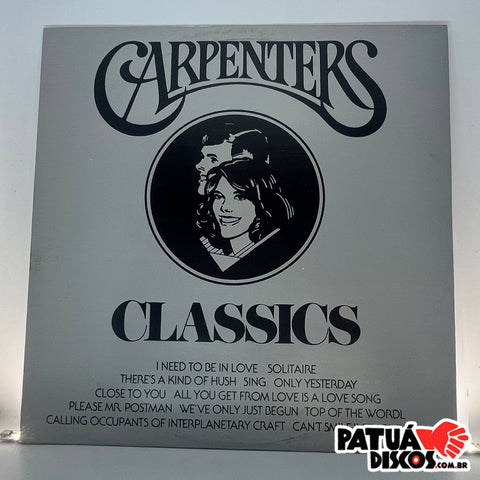 CARPENTERS
CLASSICS
I NEED TO BE IN LOVE SOLITAIRE
THERE'S A KIND OF HUSH SING ONLY YESTERDAY
CLOSE TO YOU ALL YOU GET FROM LOVE IS A LOVE SONG
PLEASE MR. POSTMAN WE'VE ONLY JUST BEGUN TOP OF THE WORDL
CALLING OCCUPANTS OF INTERPLANETARY CRAFT CAN'T SMILE
PATUÁ
DISCOS.COM.BR